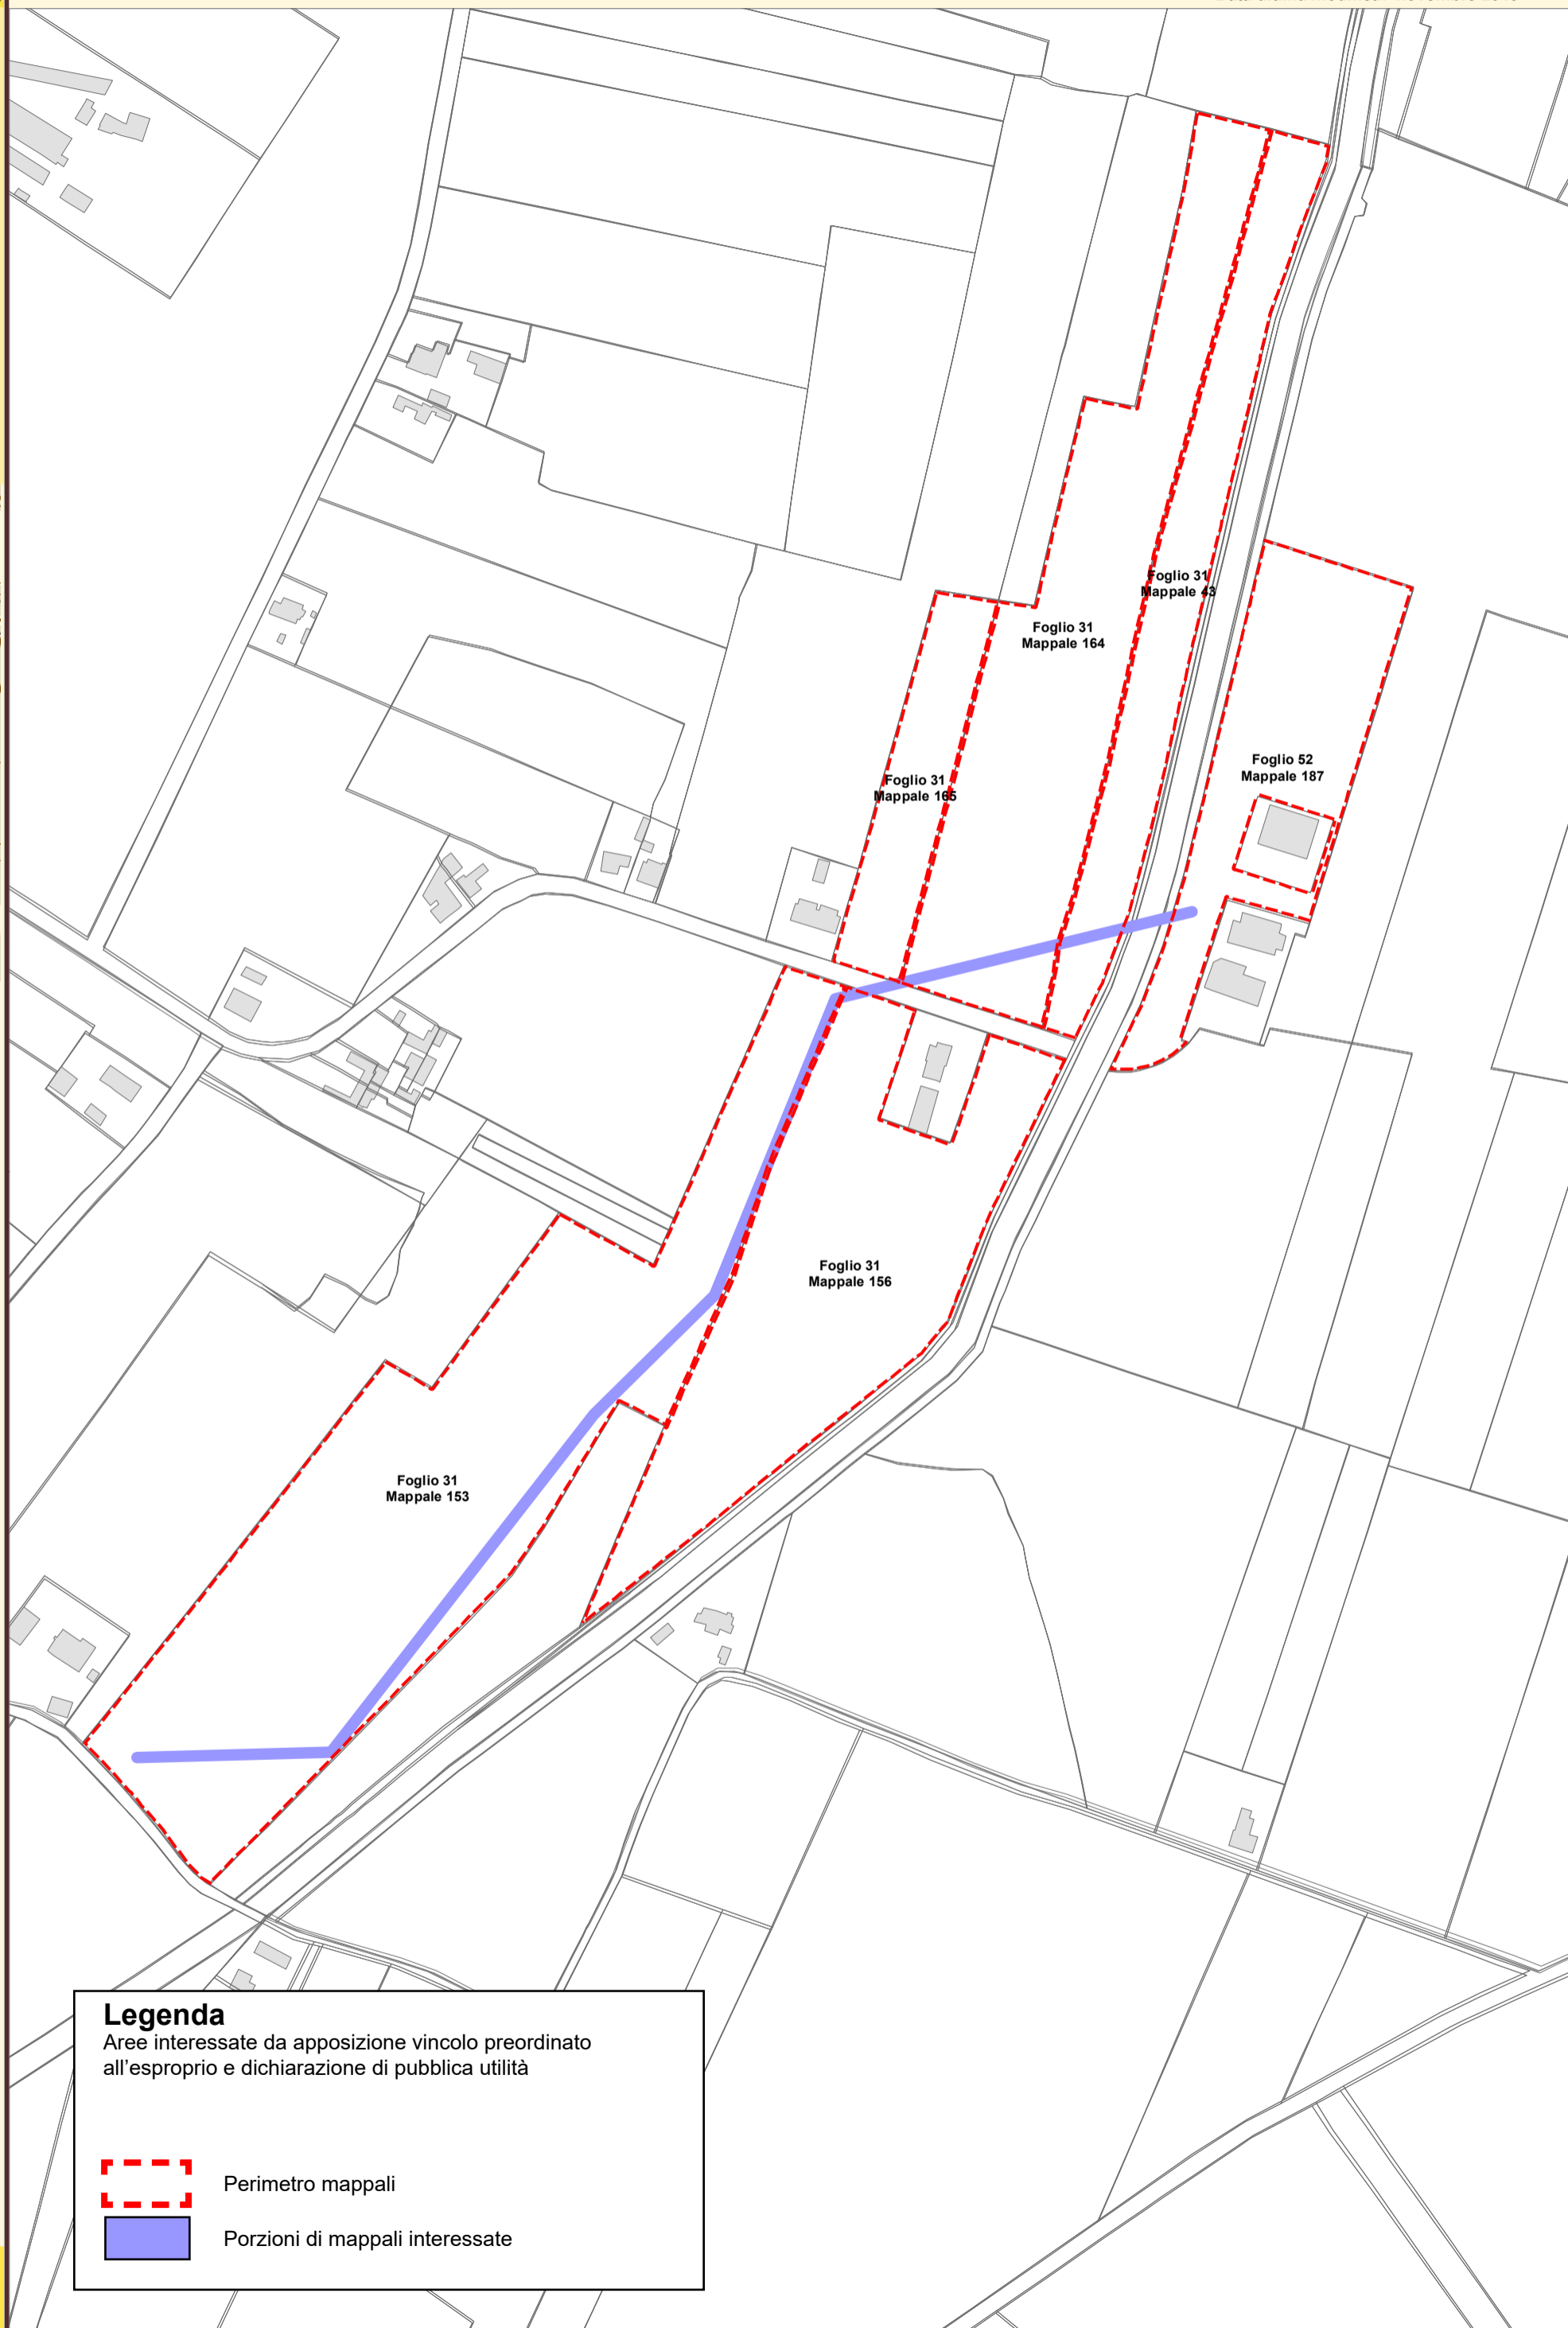 Foglio 31
Mappale 43
Foglio 31
Mappale 164
Foglio 52
Mappale 187
Foglio 31
Mappale 165
Foglio 31
Mappale 156
Foglio 31
Mappale 153
Legenda
Aree interessate da apposizione vincolo preordinato
all'esproprio e dichiarazione di pubblica utilità
Perimetro mappali
Porzioni di mappali interessate